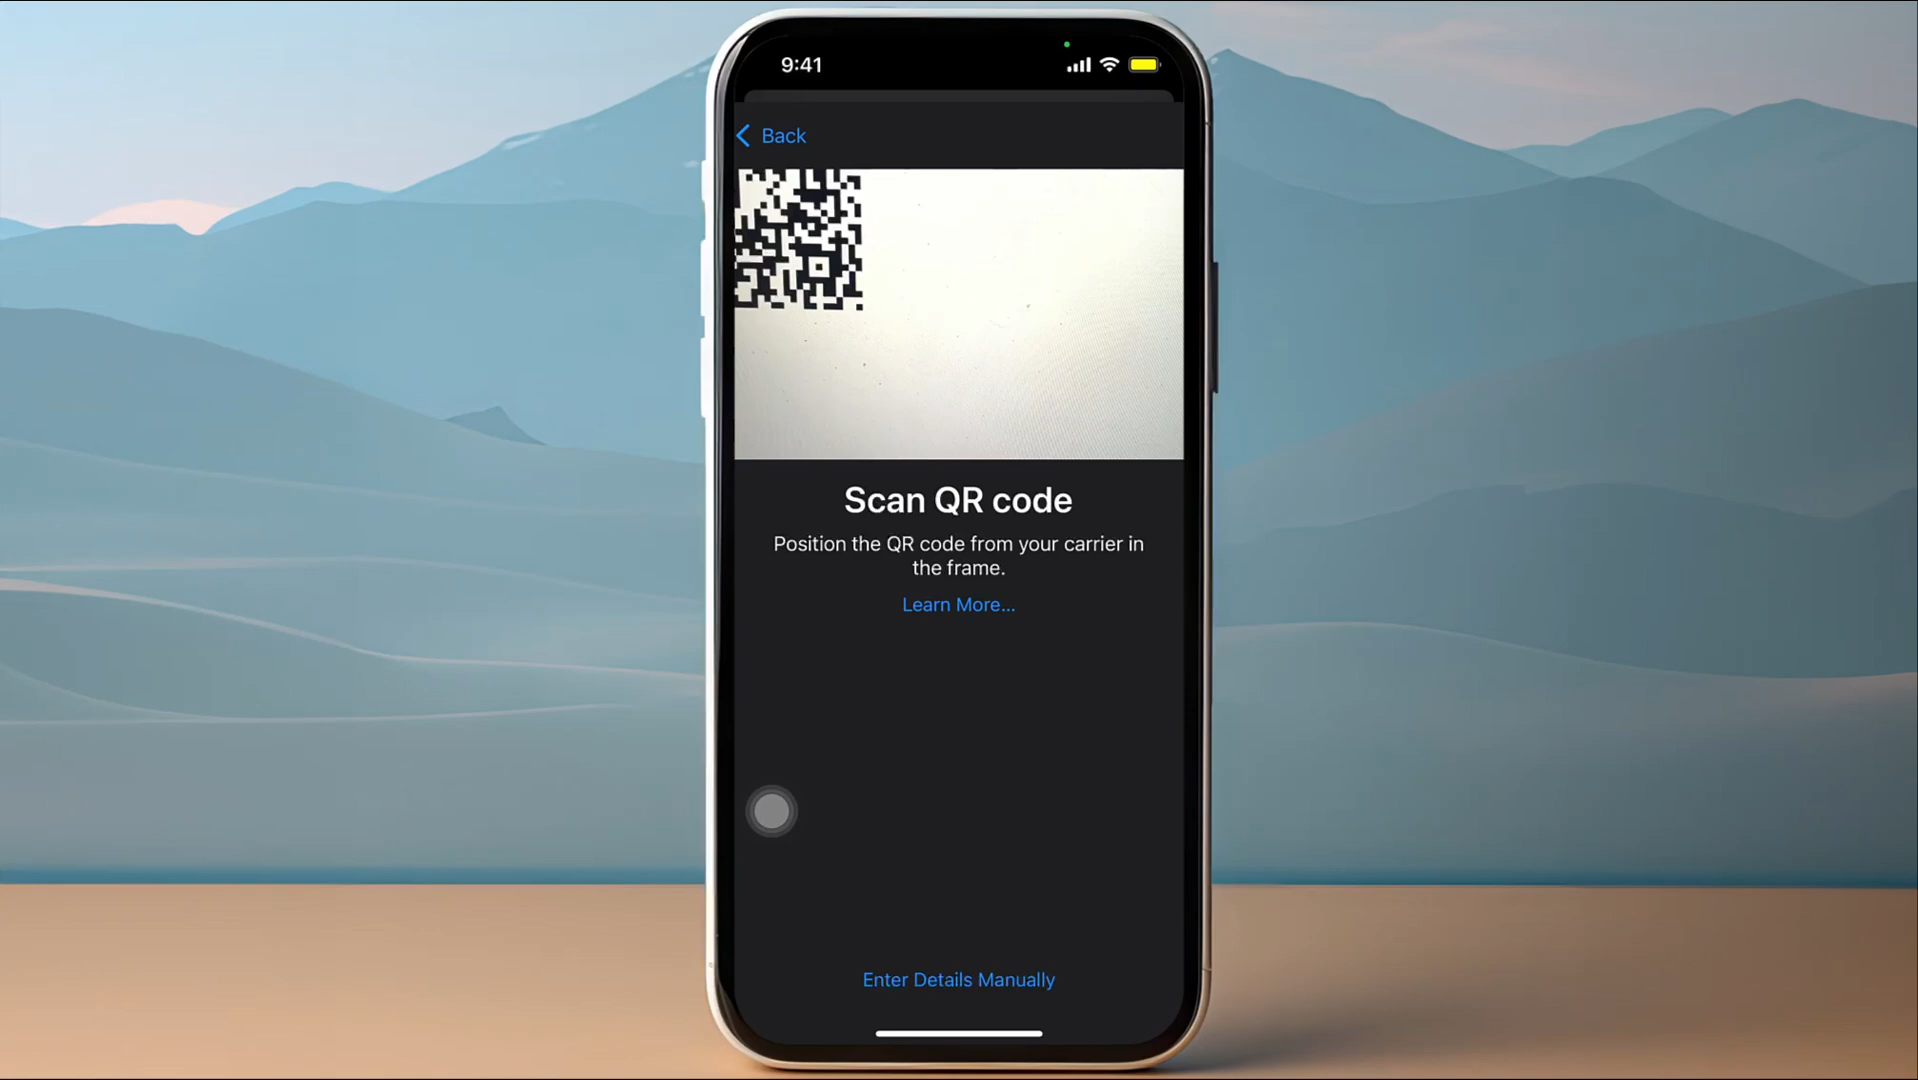 9:41
Back
Scan QR code
Position the QR code from your carrier in
the frame.
Learn More...
Enter Details Manually